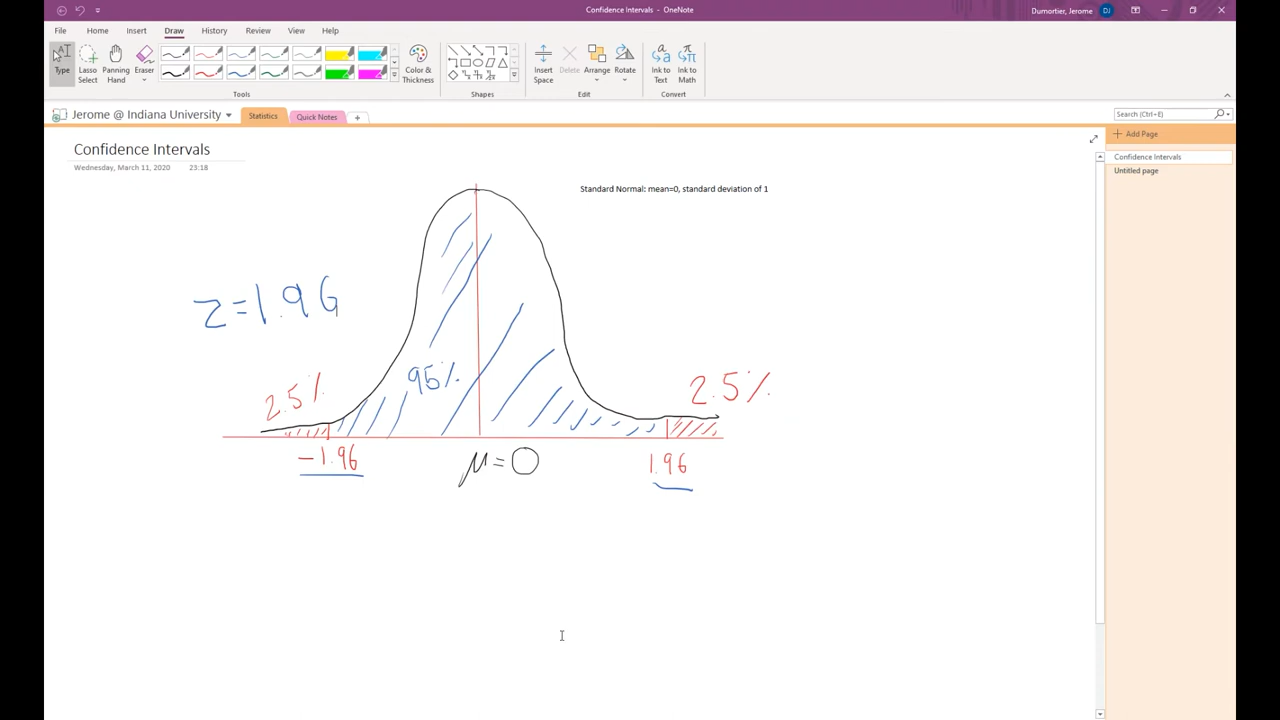 Confidence Intervals - OneNote
Dumortier, Jerome DJ
File Home Insert Draw History Review View Help
Type Lasso Select Panning Hand Eraser Color & Thickness Insert Space Delete Arrange Rotate Ink to Text Ink to Math
Tools Shapes Edit Convert
Jerome @ Indiana University Statistics Quick Notes Search (Ctrl+E)
Add Page
Confidence Intervals
Untitled page
Confidence Intervals
Wednesday, March 11, 2020 23:18
Standard Normal: mean=0, standard deviation of 1
z=1.96
95%
2.5% 2.5%
-1.96 μ=0 1.96